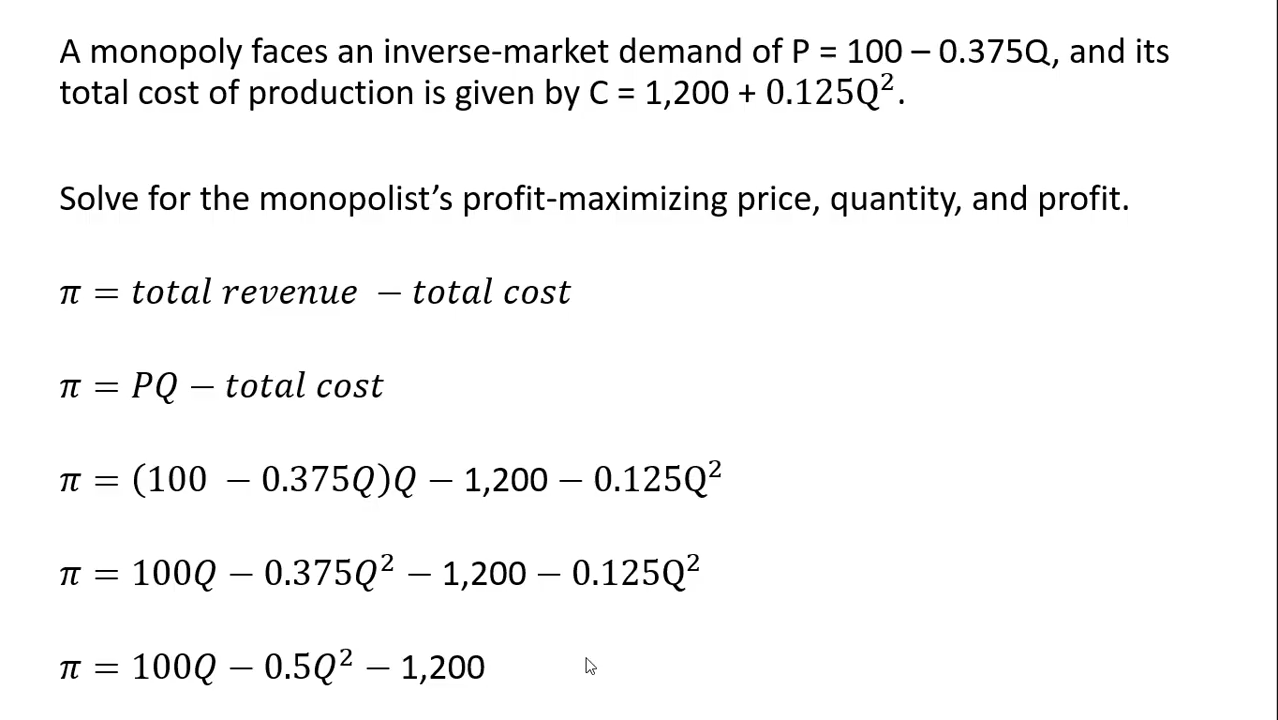 A monopoly faces an inverse-market demand of P = 100 – 0.375Q, and its
total cost of production is given by C = 1,200 + 0.125Q².
Solve for the monopolist’s profit-maximizing price, quantity, and profit.
π = total revenue − total cost
π = PQ − total cost
π = (100 − 0.375Q)Q − 1,200 − 0.125Q²
π = 100Q − 0.375Q² − 1,200 − 0.125Q²
π = 100Q − 0.5Q² − 1,200